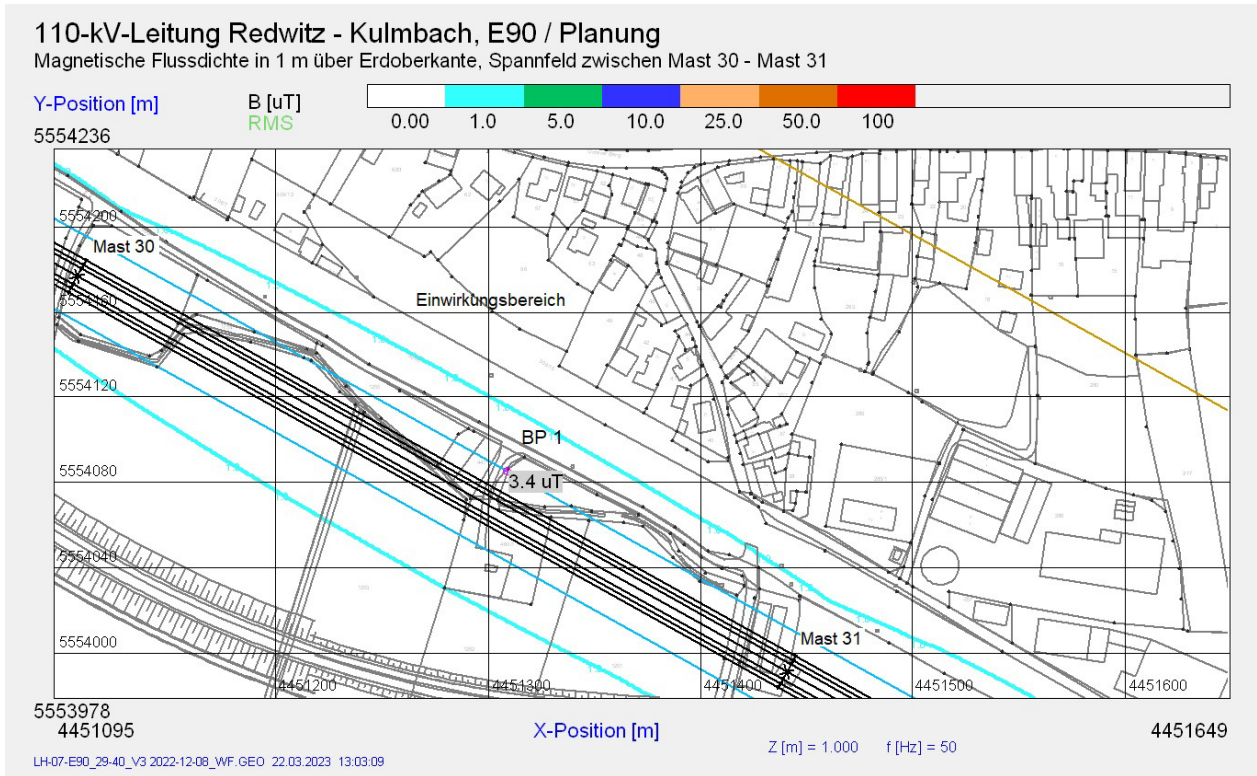 110-kV-Leitung Redwitz - Kulmbach, E90 / Planung
Magnetische Flussdichte in 1 m über Erdoberkante, Spannfeld zwischen Mast 30 - Mast 31
Y-Position [m]
B [uT]
RMS
0.00 1.0 5.0 10.0 25.0 50.0 100
5554236
5554200
Mast 30
5554160
Einwirkungsbereich
5554120
BP 1
5554080
3.4 uT
5554040
Mast 31
5554000
4451200 4451300 4451400 4451500 4451600
5553978
4451095
X-Position [m]
4451649
Z [m] = 1.000 f [Hz] = 50
LH-07-E90_29-40_V3 2022-12-08_WF.GEO 22.03.2023 13:03:09